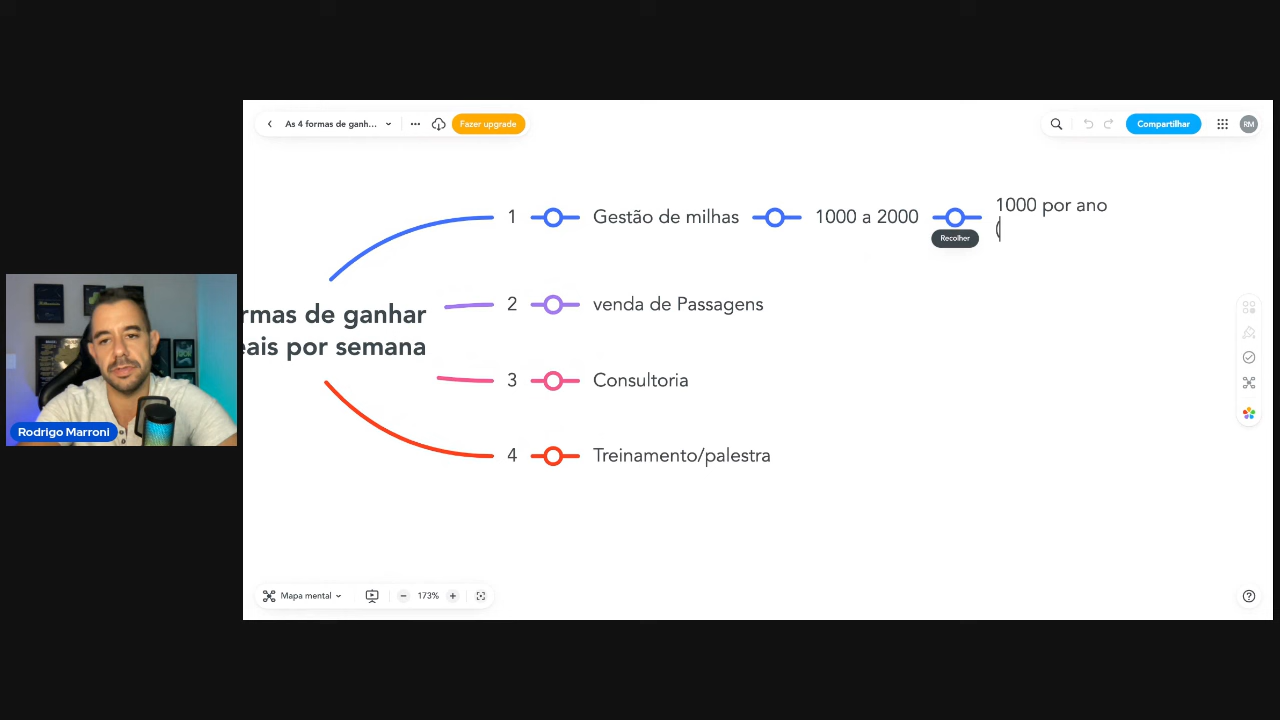 As 4 formas de ganh...
...
Fazer upgrade
Compartilhar
RM
1 Gestão de milhas 1000 a 2000 1000 por ano
(
Recolher
2 venda de Passagens
rmas de ganhar
eais por semana
3 Consultoria
4 Treinamento/palestra
Rodrigo Marroni
Mapa mental
173%